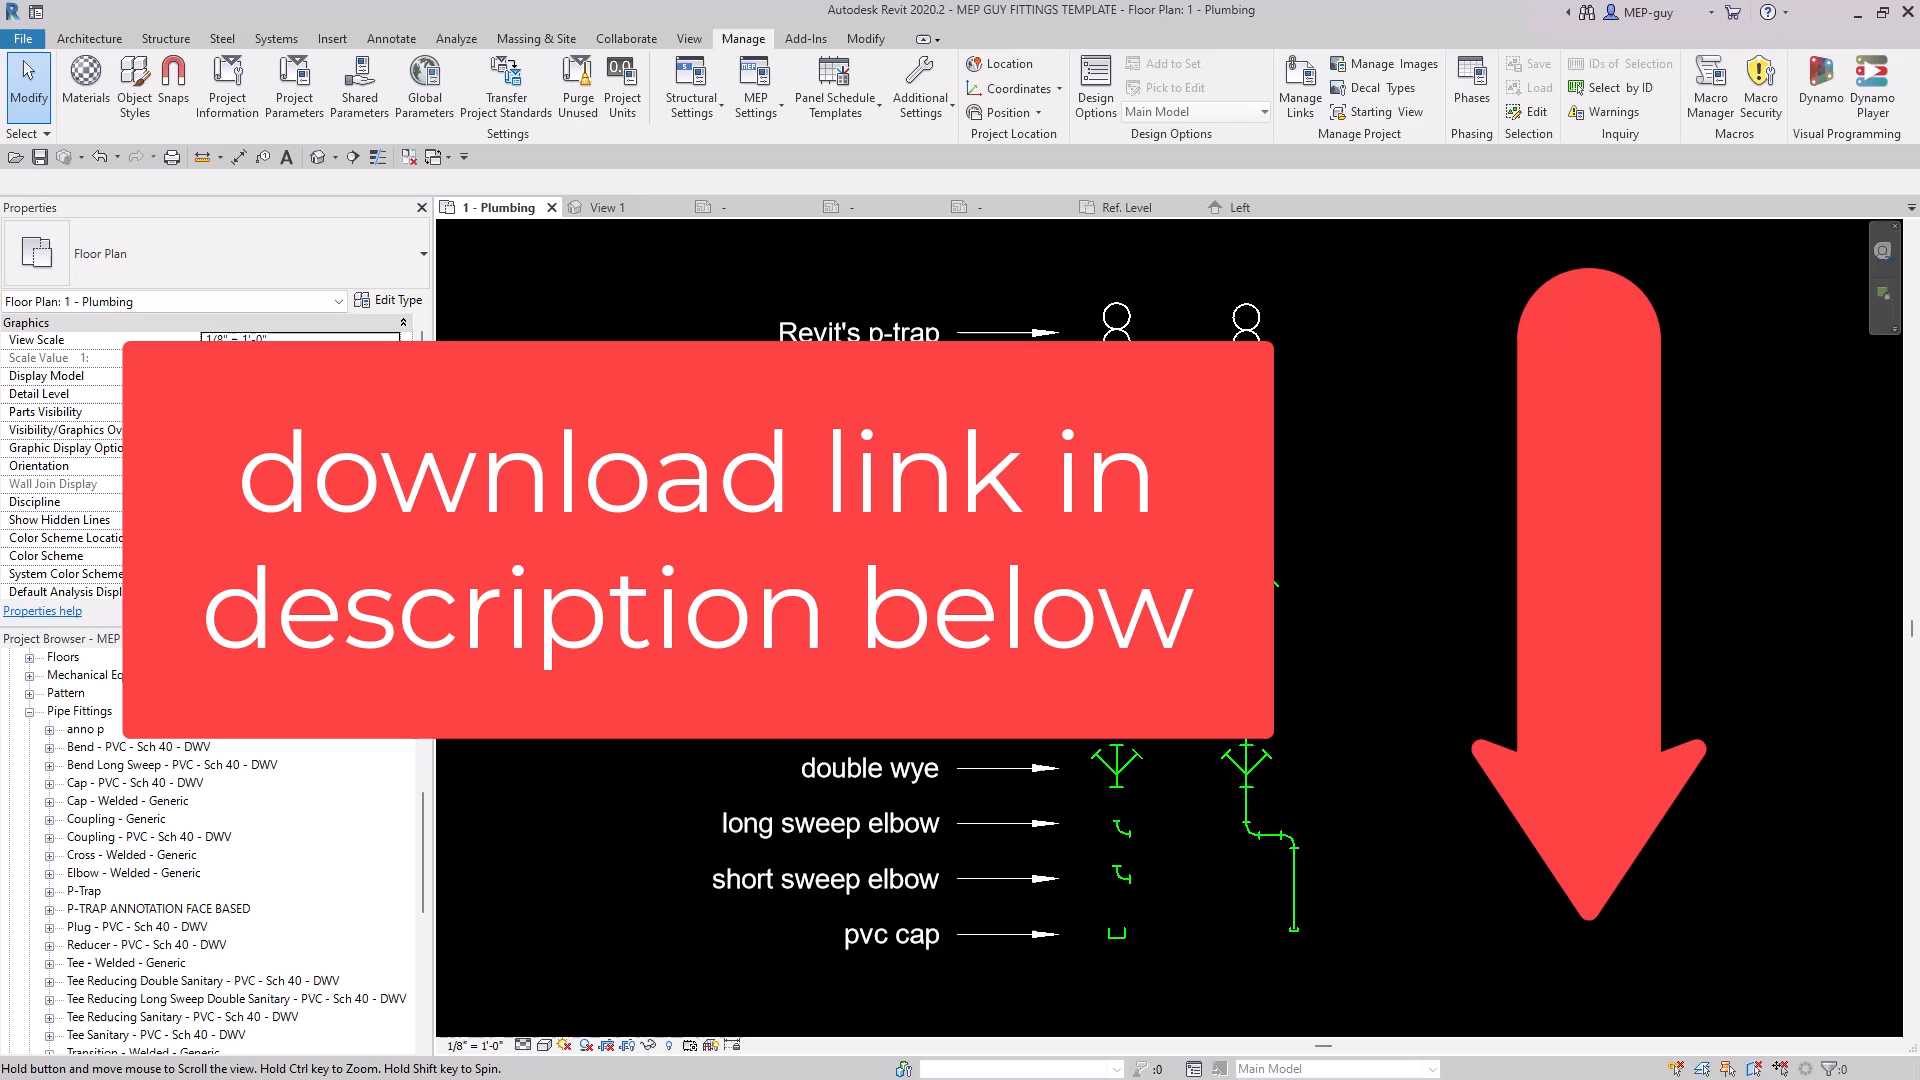 Autodesk Revit 2020.2 - MEP GUY FITTINGS TEMPLATE - Floor Plan: 1 - Plumbing
MEP-guy
File Architecture Structure Steel Systems Insert Annotate Analyze Massing & Site Collaborate View Manage Add-Ins Modify
Modify
Materials
Object Styles
Snaps
Project Information
Project Parameters
Shared Parameters
Global Parameters
Transfer Project Standards
Purge Unused
Project Units
Structural Settings
MEP Settings
Panel Schedule Templates
Additional Settings
Location
Coordinates
Position
Design Options
Add to Set
Pick to Edit
Main Model
Manage Links
Manage Images
Decal Types
Starting View
Phases
Save
Load
Edit
IDs of Selection
Select by ID
Warnings
Macro Manager
Macro Security
Dynamo
Dynamo Player
Select Settings Project Location Design Options Manage Project Phasing Selection Inquiry Macros Visual Programming
Properties
1 - Plumbing View 1 - - - Ref. Level Left
Floor Plan
Floor Plan: 1 - Plumbing Edit Type
Graphics
View Scale 1/8" = 1'-0"
Scale Value 1:
Display Model
Detail Level
Parts Visibility
Visibility/Graphics Ov
Graphic Display Optio
Orientation
Wall Join Display
Discipline
Show Hidden Lines
Color Scheme Locatio
Color Scheme
System Color Scheme
Default Analysis Displ
Properties help
Project Browser - MEP
Floors
Mechanical Eq
Pattern
Pipe Fittings
anno p
Bend - PVC - Sch 40 - DWV
Bend Long Sweep - PVC - Sch 40 - DWV
Cap - PVC - Sch 40 - DWV
Cap - Welded - Generic
Coupling - Generic
Coupling - PVC - Sch 40 - DWV
Cross - Welded - Generic
Elbow - Welded - Generic
P-Trap
P-TRAP ANNOTATION FACE BASED
Plug - PVC - Sch 40 - DWV
Reducer - PVC - Sch 40 - DWV
Tee - Welded - Generic
Tee Reducing Double Sanitary - PVC - Sch 40 - DWV
Tee Reducing Long Sweep Double Sanitary - PVC - Sch 40 - DWV
Tee Reducing Sanitary - PVC - Sch 40 - DWV
Tee Sanitary - PVC - Sch 40 - DWV
Transition - Welded - Generic
Revit's p-trap
download link in
description below
double wye
long sweep elbow
short sweep elbow
pvc cap
1/8" = 1'-0"
Hold button and move mouse to Scroll the view. Hold Ctrl key to Zoom. Hold Shift key to Spin.
:0 Main Model :0